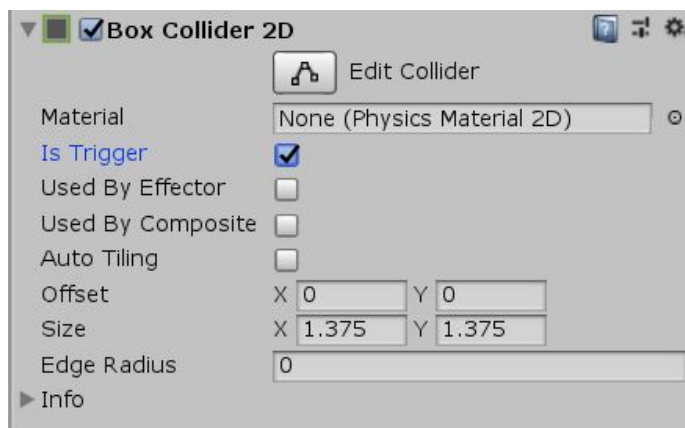 Box Collider 2D
Edit Collider
Material None (Physics Material 2D)
Is Trigger
Used By Effector
Used By Composite
Auto Tiling
Offset X 0 Y 0
Size X 1.375 Y 1.375
Edge Radius 0
Info